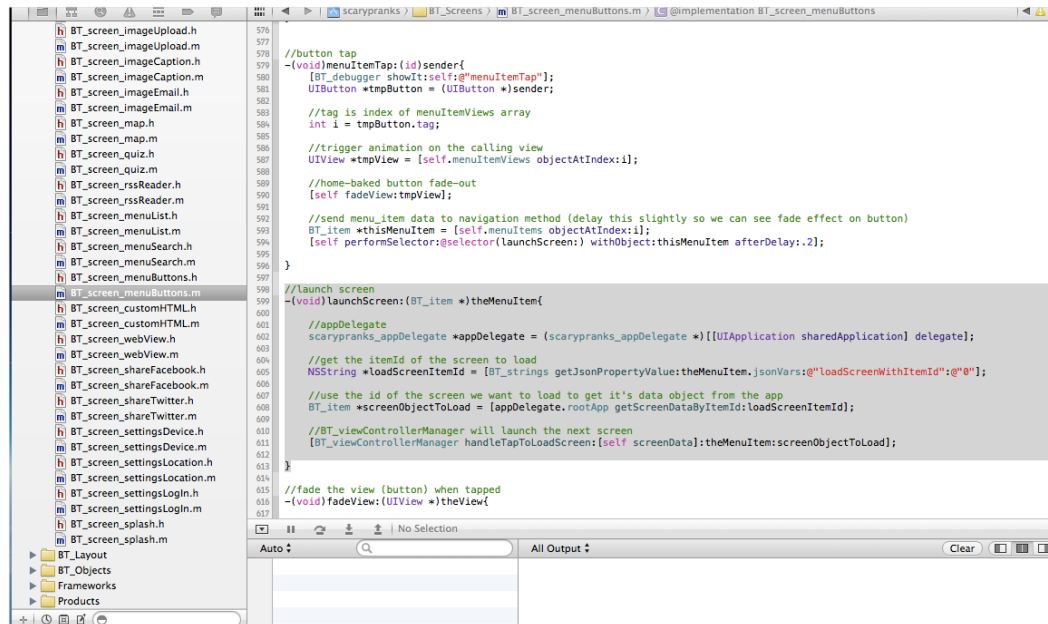 scarypranks
BT_Screens
BT_screen_menuButtons.m
@implementation BT_screen_menuButtons
BT_screen_imageUpload.h
BT_screen_imageUpload.m
BT_screen_imageCaption.h
BT_screen_imageCaption.m
BT_screen_imageEmail.h
BT_screen_imageEmail.m
BT_screen_map.h
BT_screen_map.m
BT_screen_quiz.h
BT_screen_quiz.m
BT_screen_rssReader.h
BT_screen_rssReader.m
BT_screen_menuList.h
BT_screen_menuList.m
BT_screen_menuSearch.h
BT_screen_menuSearch.m
BT_screen_menuButtons.h
BT_screen_menuButtons.m
BT_screen_customHTML.h
BT_screen_customHTML.m
BT_screen_webView.h
BT_screen_webView.m
BT_screen_shareFacebook.h
BT_screen_shareFacebook.m
BT_screen_shareTwitter.h
BT_screen_shareTwitter.m
BT_screen_settingsDevice.h
BT_screen_settingsDevice.m
BT_screen_settingsLocation.h
BT_screen_settingsLocation.m
BT_screen_settingsLogIn.h
BT_screen_settingsLogIn.m
BT_screen_splash.h
BT_screen_splash.m
BT_Layout
BT_Objects
Frameworks
Products
576
577
578 //button tap
579 -(void)menuItemTap:(id)sender{
580 [BT_debugger showIt:self:@"menuItemTap"];
581 UIButton *tmpButton = (UIButton *)sender;
582
583 //tag is index of menuItemViews array
584 int i = tmpButton.tag;
585
586 //trigger animation on the calling view
587 UIView *tmpView = [self.menuItemViews objectAtIndex:i];
588
589 //home-baked button fade-out
590 [self fadeView:tmpView];
591
592 //send menu_item data to navigation method (delay this slightly so we can see fade effect on button)
593 BT_item *thisMenuItem = [self.menuItems objectAtIndex:i];
594 [self performSelector:@selector(launchScreen:) withObject:thisMenuItem afterDelay:.2];
595
596 }
597
598 //launch screen
599 -(void)launchScreen:(BT_item *)theMenuItem{
600
601 //appDelegate
602 scarypranks_appDelegate *appDelegate = (scarypranks_appDelegate *)[[UIApplication sharedApplication] delegate];
603
604 //get the itemId of the screen to load
605 NSString *loadScreenItemId = [BT_strings getJsonPropertyValue:theMenuItem.jsonVars:@"loadScreenWithItemId":@"0"];
606
607 //use the id of the screen we want to load to get it's data object from the app
608 BT_item *screenObjectToLoad = [appDelegate.rootApp getScreenDataByItemId:loadScreenItemId];
609
610 //BT_viewControllerManager will launch the next screen
611 [BT_viewControllerManager handleTapToLoadScreen:[self screenData]:theMenuItem:screenObjectToLoad];
612
613 }
614
615 //fade the view (button) when tapped
616 -(void)fadeView:(UIView *)theView{
617
No Selection
Auto
All Output
Clear